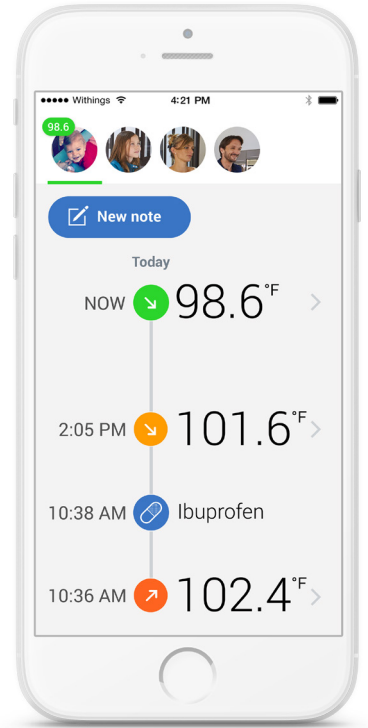 Withings 4:21 PM
98.6
New note
Today
NOW 98.6°F
2:05 PM 101.6°F
10:38 AM Ibuprofen
10:36 AM 102.4°F